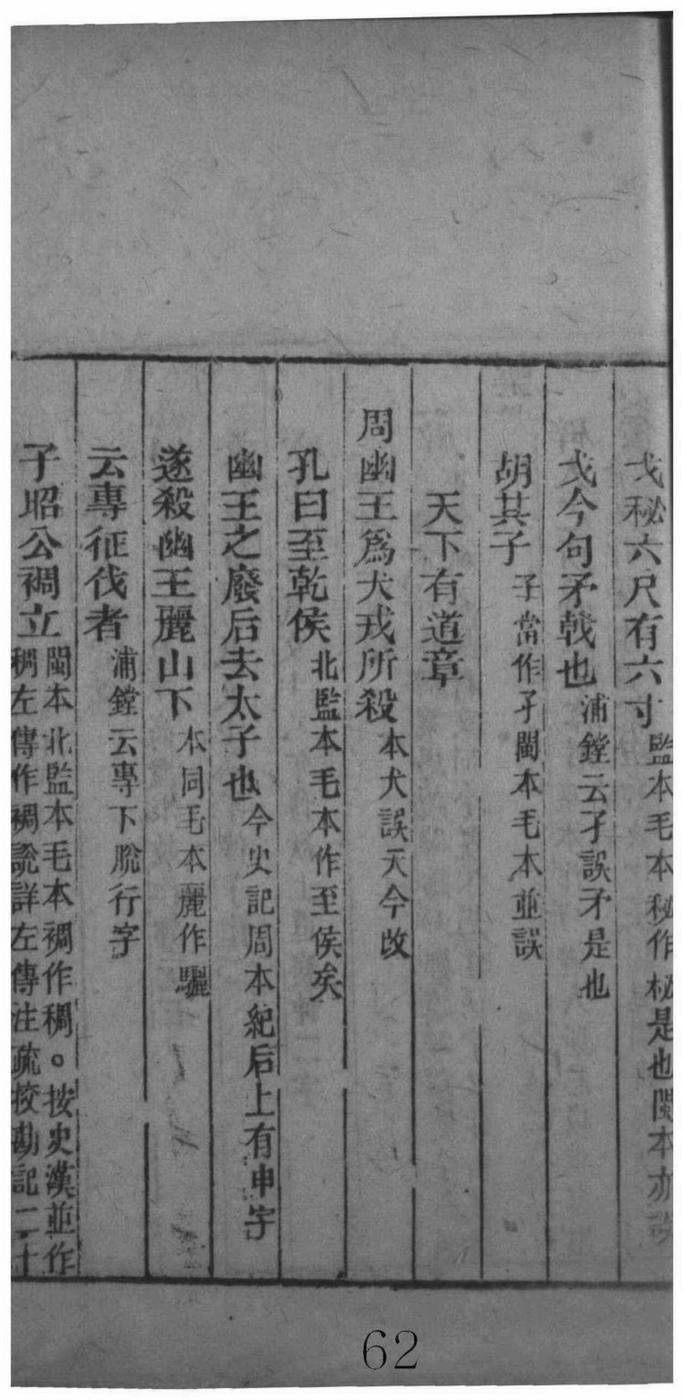 戈秘六尺有六寸監本毛本秘作柲是也閩本亦誤
戈今句矛戟也浦鏜云孑誤矛是也
胡其子子當作孑閩本毛本並誤
天下有道章
周幽王爲犬戎所殺本犬誤天今改
孔曰至乾侯北監本毛本作至侯矣
幽王之廢后去太子也今史記周本紀后上有申字
遂殺幽王麗山下本同毛本麗作驪
云專征伐者浦鏜云專下脫行字
子昭公裯立閩本北監本毛本裯作稠。按史漢並作
稠左傳作裯說詳左傳注疏挍勘記二十
62